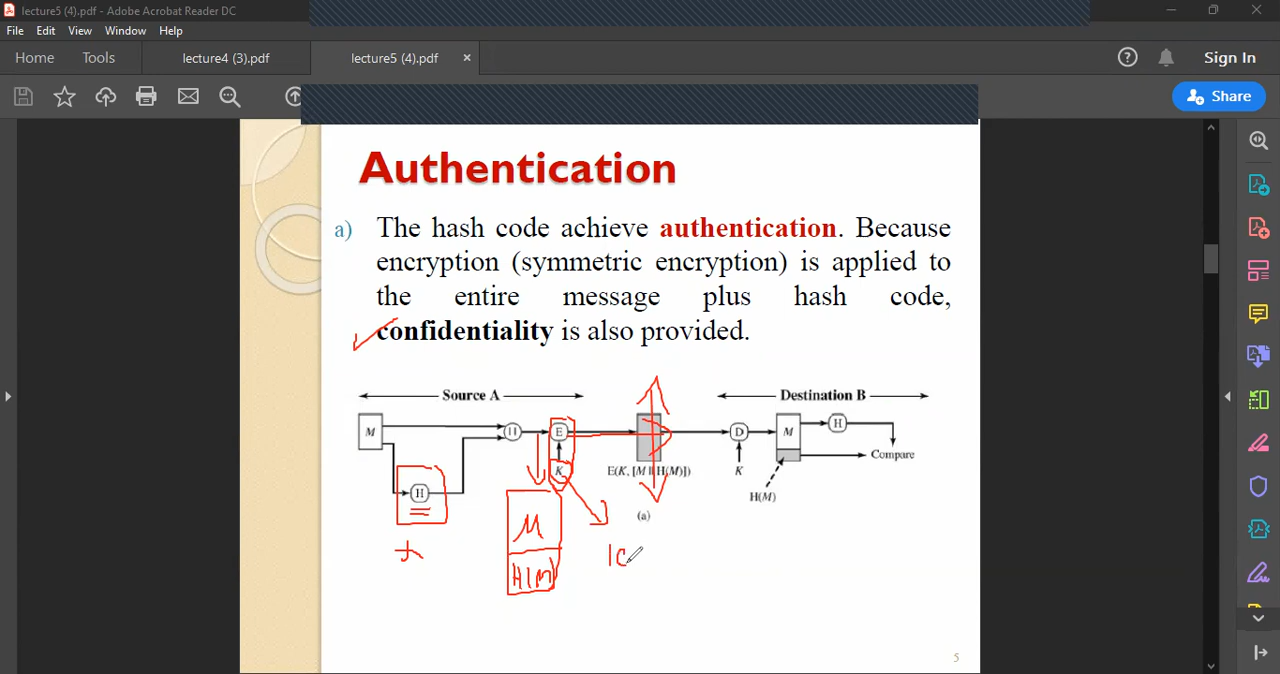 lecture5 (4).pdf - Adobe Acrobat Reader DC
File Edit View Window Help
Home Tools lecture4 (3).pdf lecture5 (4).pdf × Sign In
Share
Authentication
a) The hash code achieve authentication. Because
encryption (symmetric encryption) is applied to
the entire message plus hash code,
confidentiality is also provided.
Source A Destination B
M || E D M H
Compare
K E(K, [M || H(M)]) K
H H(M)
(a)
M
H(M)
5